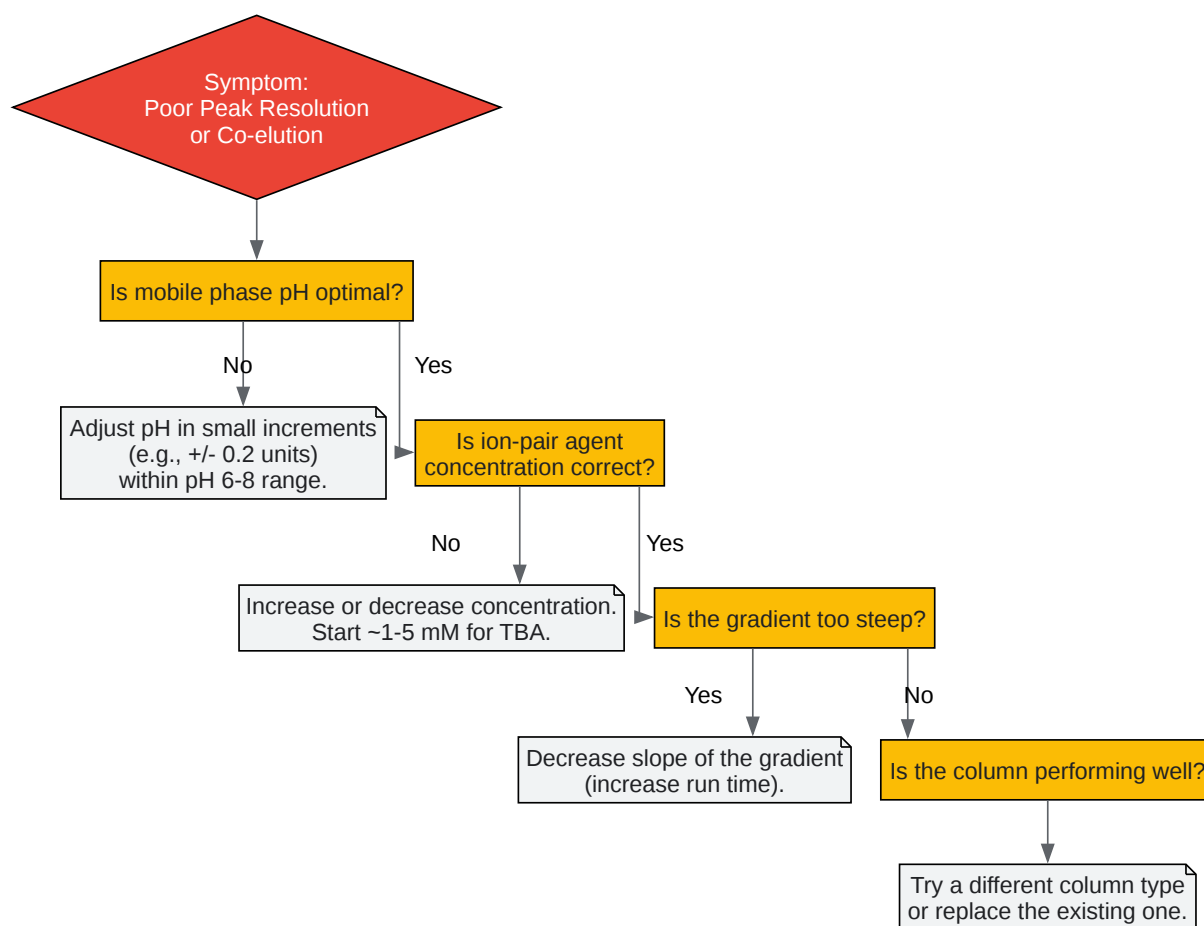 Symptom:
Poor Peak Resolution
or Co-elution
Is mobile phase pH optimal?
No
Yes
Adjust pH in small increments
(e.g., +/- 0.2 units)
within pH 6-8 range.
Is ion-pair agent
concentration correct?
No
Yes
Increase or decrease concentration.
Start ~1-5 mM for TBA.
Is the gradient too steep?
Yes
No
Decrease slope of the gradient
(increase run time).
Is the column performing well?
Try a different column type
or replace the existing one.